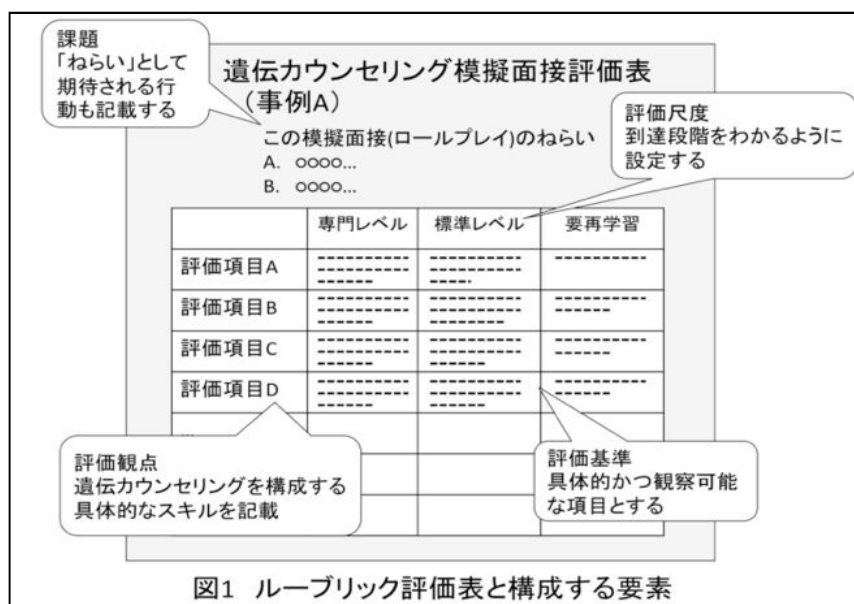 課題
「ねらい」として
期待される行
動も記載する
遺伝カウンセリング模擬面接評価表
（事例A）
この模擬面接(ロールプレイ)のねらい
A. oooo...
B. oooo...
評価尺度
到達段階をわかるように
設定する
専門レベル 標準レベル 要再学習
評価項目A
評価項目B
評価項目C
評価項目D
...
評価観点
遺伝カウンセリングを構成する
具体的なスキルを記載
評価基準
具体的かつ観察可能
な項目とする
図1 ルーブリック評価表と構成する要素